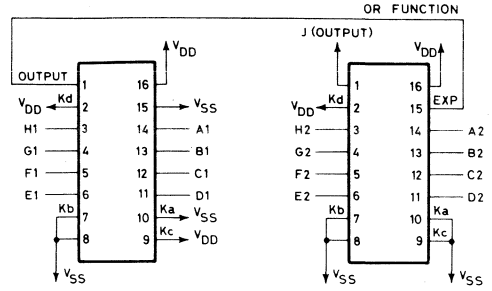 OR FUNCTION
J (OUTPUT)
OUTPUT
VDD
VDD
1
16
1
16
EXP
VDD
Kd
2
15
VSS
VDD
Kd
2
15
H1
3
14
A1
H2
3
14
A2
G1
4
13
B1
G2
4
13
B2
F1
5
12
C1
F2
5
12
C2
E1
6
11
D1
E2
6
11
D2
Kb
7
10
Ka
VSS
Kb
7
10
Ka
8
9
Kc
VDD
8
9
Kc
VSS
VSS
VSS